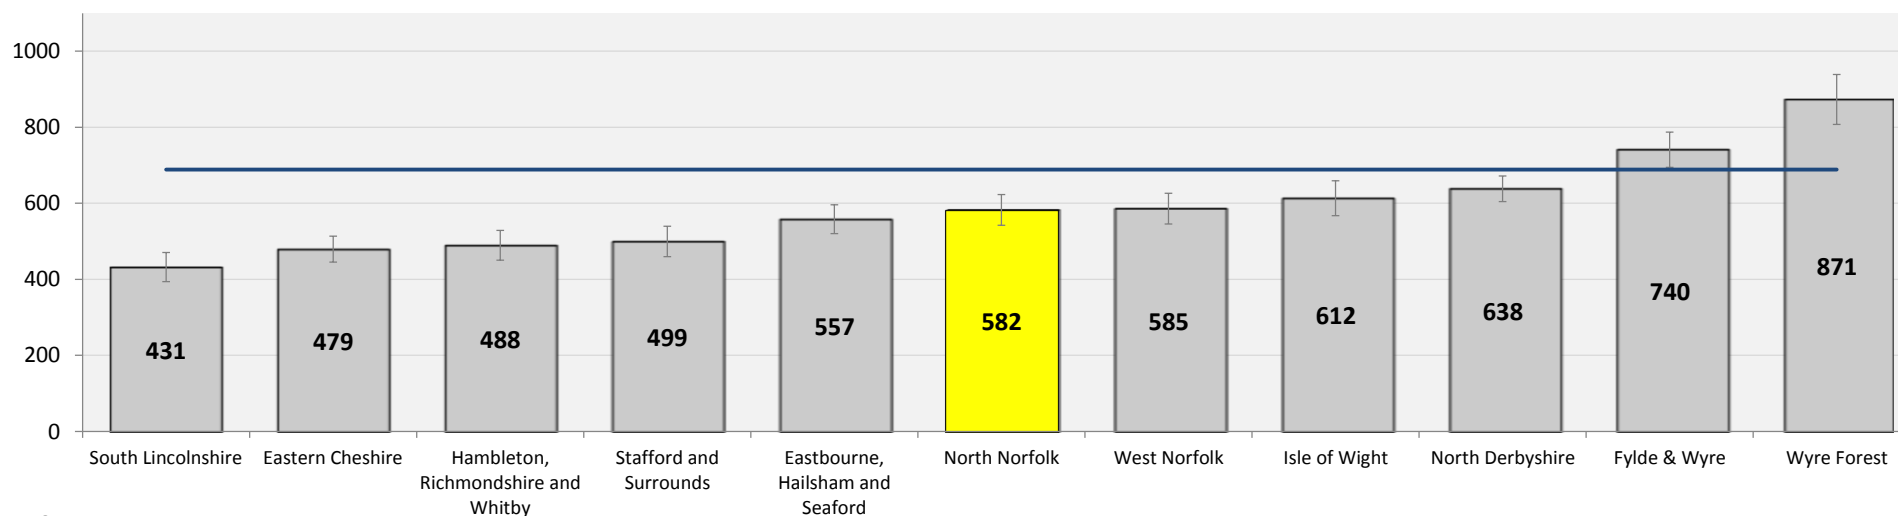 1000
800
600
400
200
0
431
479
488
499
557
582
585
612
638
740
871
South Lincolnshire
Eastern Cheshire
Hambleton,
Richmondshire and
Whitby
Stafford and
Surrounds
Eastbourne,
Hailsham and
Seaford
North Norfolk
West Norfolk
Isle of Wight
North Derbyshire
Fylde & Wyre
Wyre Forest